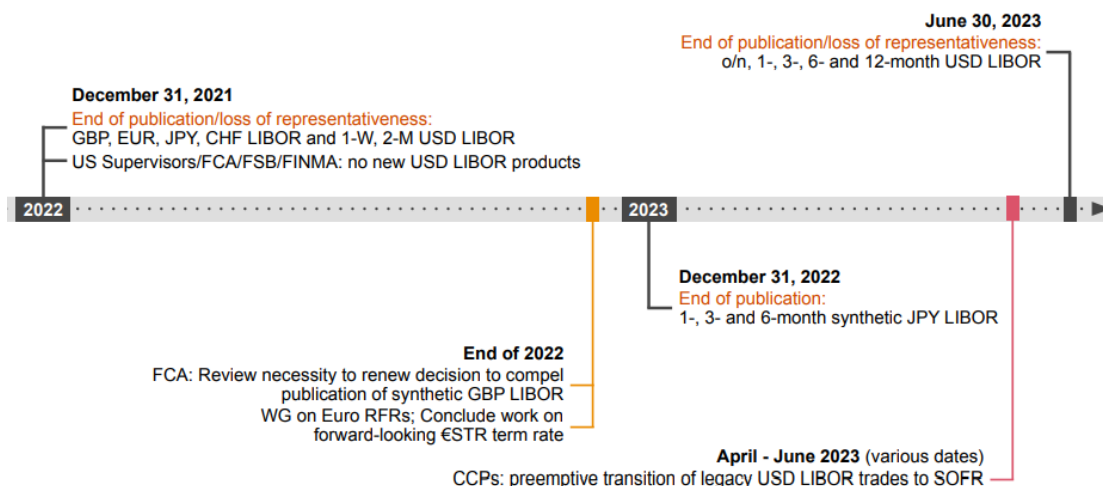 June 30, 2023
End of publication/loss of representativeness:
o/n, 1-, 3-, 6- and 12-month USD LIBOR
December 31, 2021
End of publication/loss of representativeness:
GBP, EUR, JPY, CHF LIBOR and 1-W, 2-M USD LIBOR
US Supervisors/FCA/FSB/FINMA: no new USD LIBOR products
2022
2023
December 31, 2022
End of publication:
1-, 3- and 6-month synthetic JPY LIBOR
End of 2022
FCA: Review necessity to renew decision to compel
publication of synthetic GBP LIBOR
WG on Euro RFRs; Conclude work on
forward-looking €STR term rate
April - June 2023 (various dates)
CCPs: preemptive transition of legacy USD LIBOR trades to SOFR